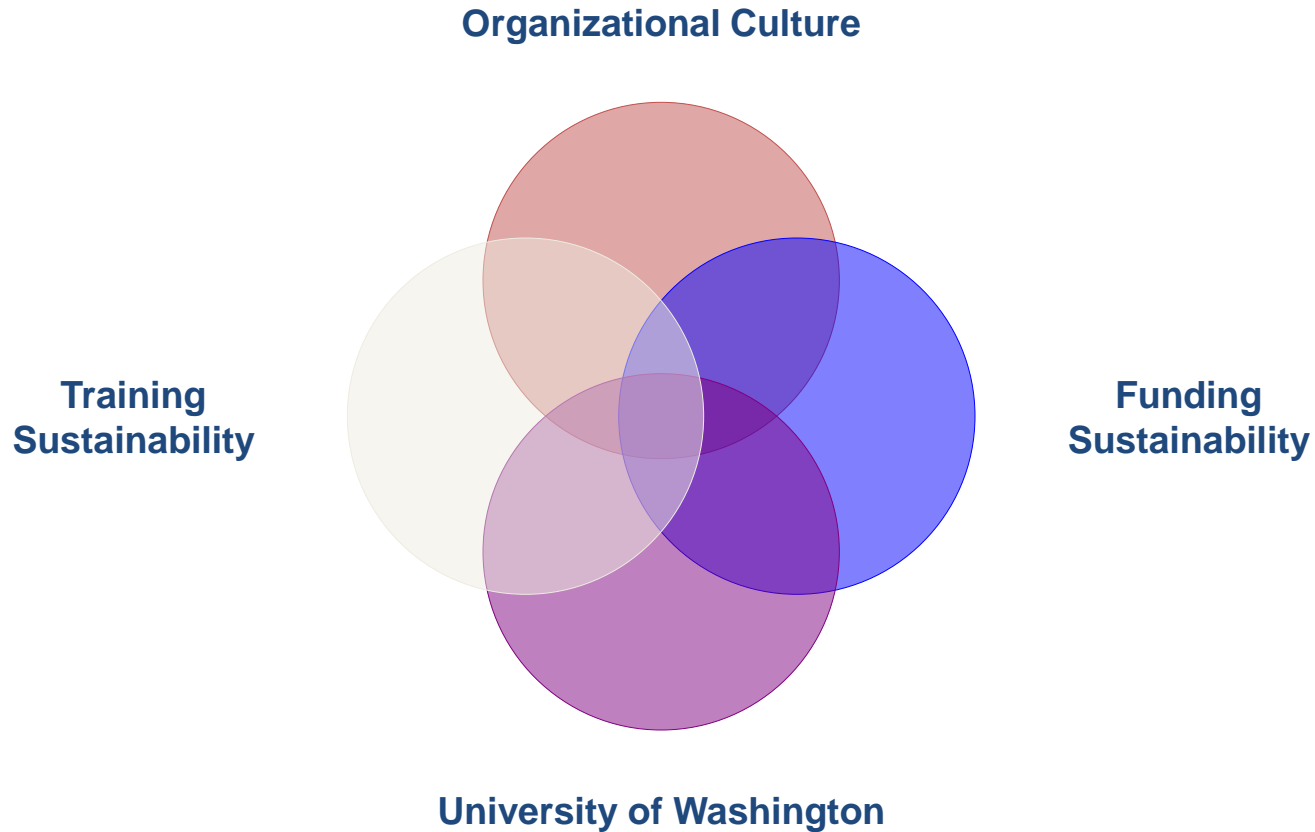 Organizational Culture
Training
Sustainability
Funding
Sustainability
University of Washington